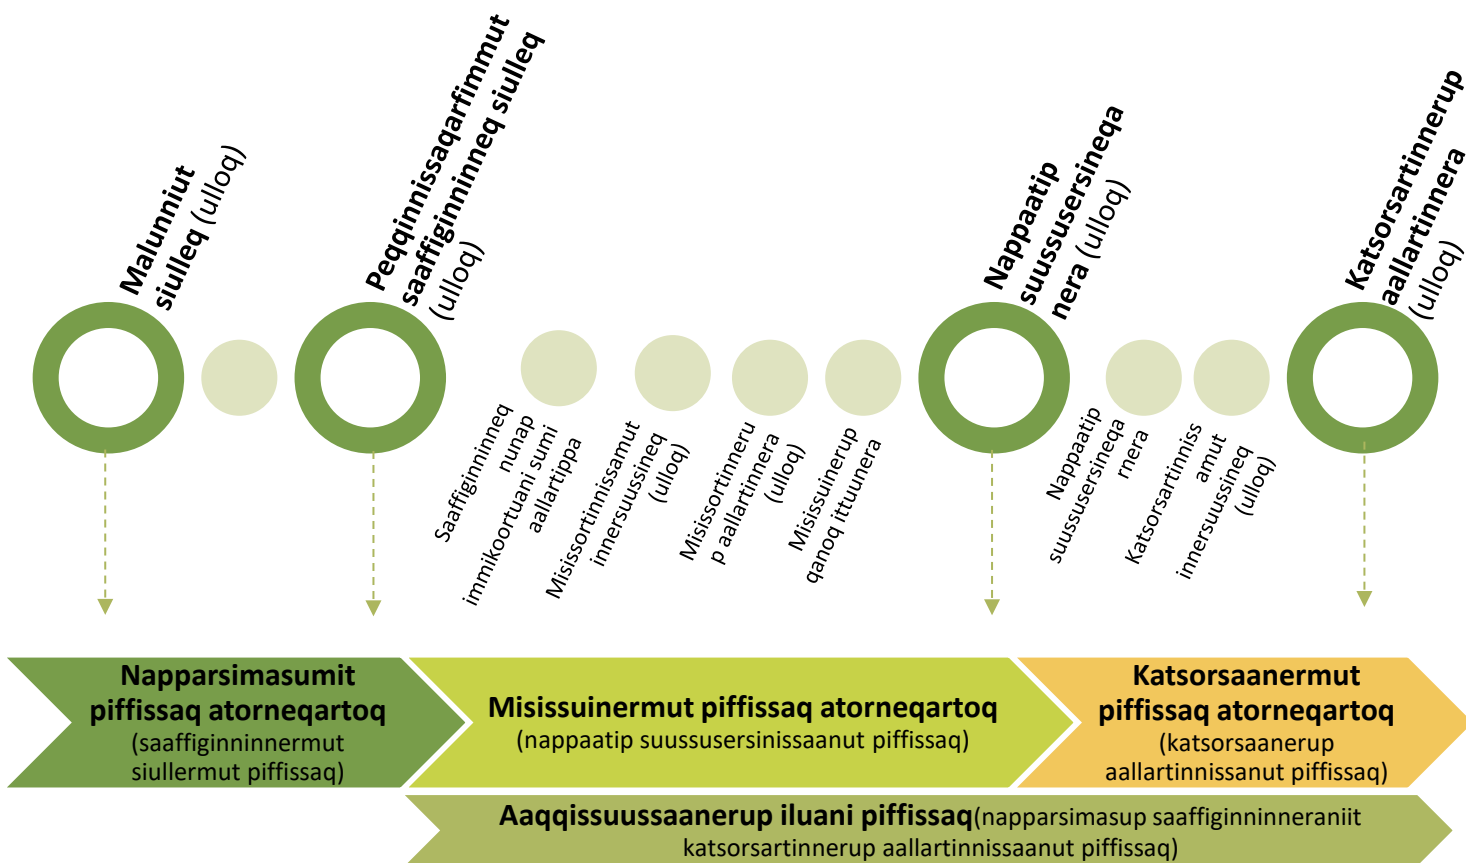 Malunniut
siulleq (ulloq)
Peqqinnissaqarfimmut
saaffiginninneq siulleq
(ulloq)
Nappaatip
suussusersineqa
nera (ulloq)
Katsorsartinnerup
aallartinnera
(ulloq)
Saaffiginninneq
nunap
immikoortuani sumi
aallartippa
Misissortinnissamut
innersuussineq
(ulloq)
Misissortinneru
p aallartinnera
(ulloq)
Misissuinerup
qanoq ittuunera
Nappaatip
suussusersineqa
rnera
Katsorsartinniss
amut
innersuussineq
(ulloq)
Napparsimasumit
piffissaq atorneqartoq
(saaffiginninnermut
siullermut piffissaq)
Misissuinermut piffissaq atorneqartoq
(nappaatip suussusersinissaanut piffissaq)
Katsorsaanermut
piffissaq atorneqartoq
(katsorsaanerup
aallartinnissanut piffissaq)
Aaqqissuussaanerup iluani piffissaq(napparsimasup saaffiginninneraniit
katsorsartinnerup aallartinnissaanut piffissaq)